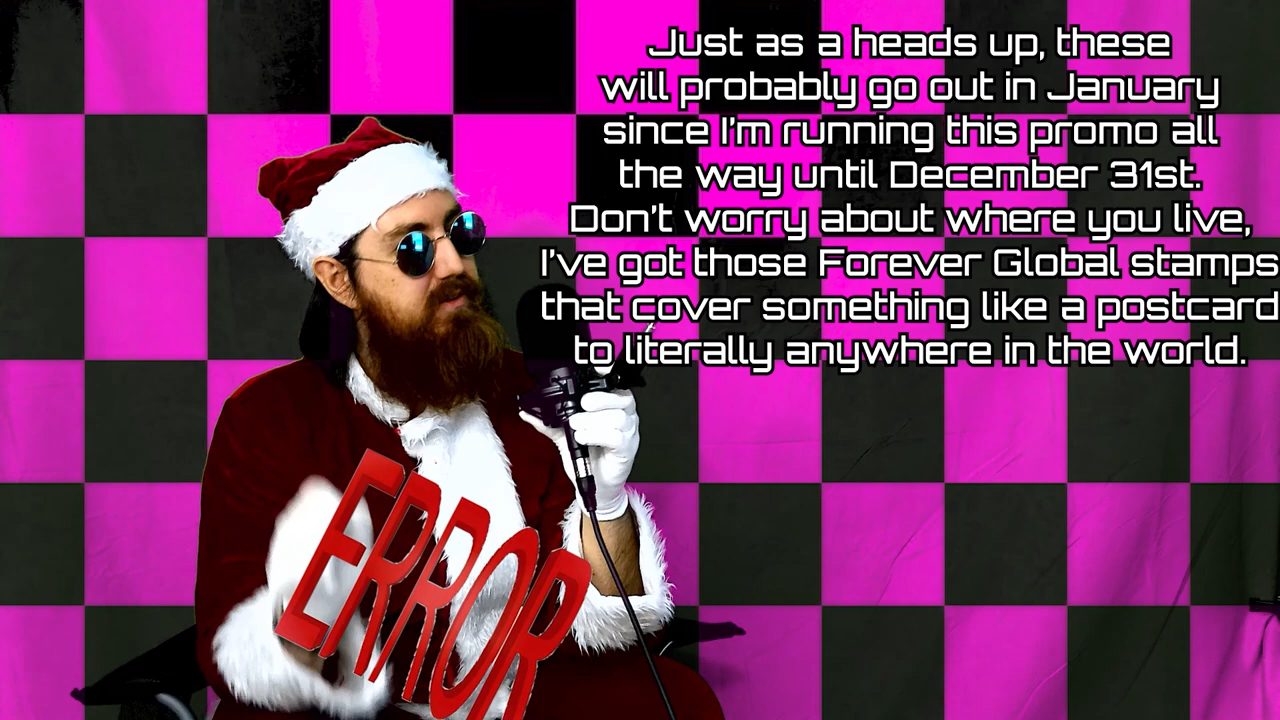 Just as a heads up, these
will probably go out in January
since I'm running this promo all
the way until December 31st.
Don't worry about where you live,
I've got those Forever Global stamps
that cover something like a postcard
to literally anywhere in the world.
ERROR